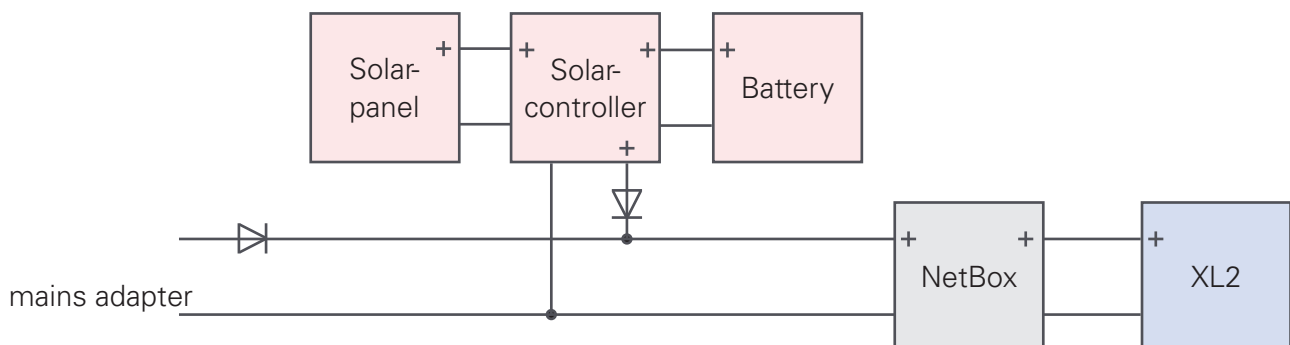 + + + +
Solar-
panel
Solar-
controller
Battery
+
+ + +
NetBox
XL2
mains adapter